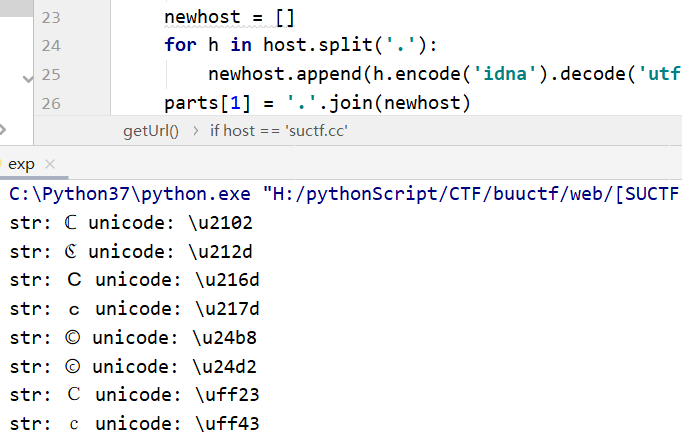 23 newhost = []
24 for h in host.split('.'):
25 newhost.append(h.encode('idna').decode('utf
26 parts[1] = '.'.join(newhost)
getUrl() › if host == 'suctf.cc'
exp ×
C:\Python37\python.exe "H:/pythonScript/CTF/buuctf/web/[SUCTF
str: ℂ unicode: \u2102
str: ℭ unicode: \u212d
str: Ⅽ unicode: \u216d
str: ⅽ unicode: \u217d
str: Ⓒ unicode: \u24b8
str: ⓒ unicode: \u24d2
str: C unicode: \uff23
str: c unicode: \uff43